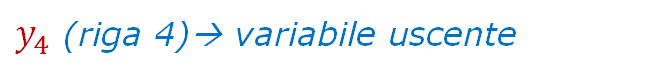 y₄ (riga 4)→ variabile uscente